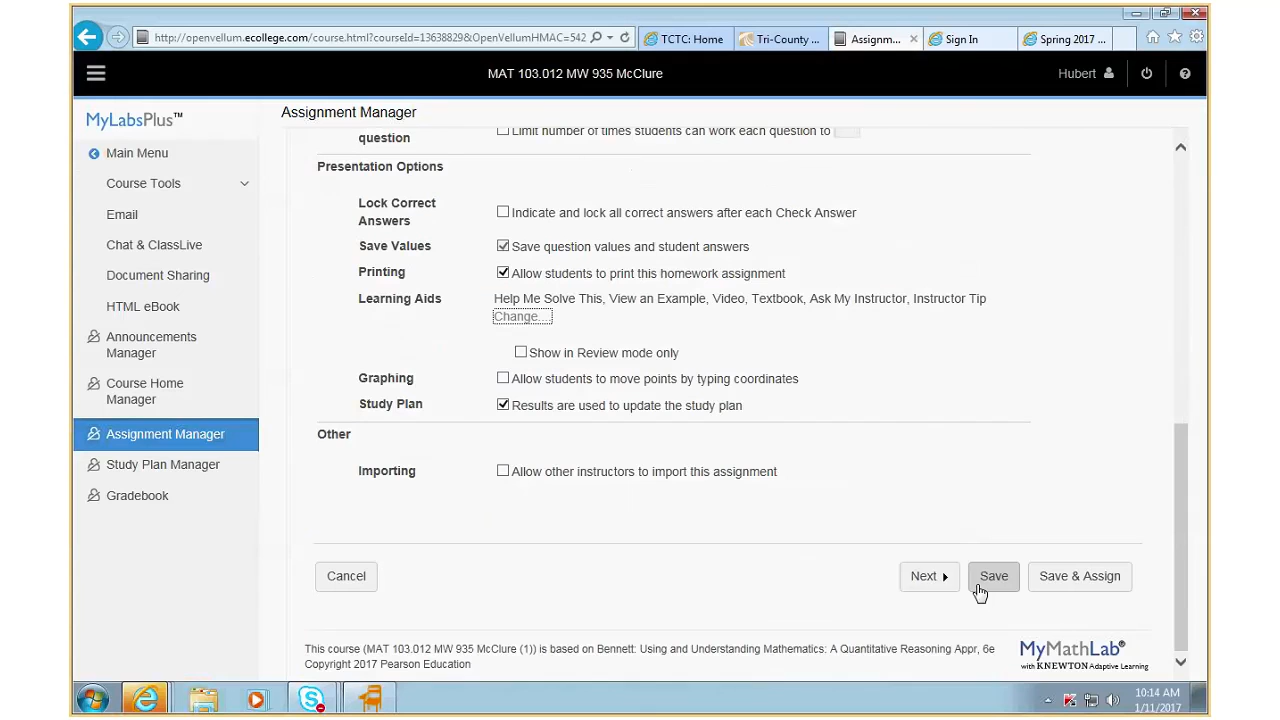 http://openvellum.ecollege.com/course.html?courseId=13638829&OpenVellumHMAC=542
TCTC: Home
Tri-County ...
Assignm...
Sign In
Spring 2017 ...
MAT 103.012 MW 935 McClure
Hubert
MyLabsPlus™
Main Menu
Course Tools
Email
Chat & ClassLive
Document Sharing
HTML eBook
Announcements
Manager
Course Home
Manager
Assignment Manager
Study Plan Manager
Gradebook
Assignment Manager
question
Limit number of times students can work each question to
Presentation Options
Lock Correct
Answers
Indicate and lock all correct answers after each Check Answer
Save Values
Save question values and student answers
Printing
Allow students to print this homework assignment
Learning Aids
Help Me Solve This, View an Example, Video, Textbook, Ask My Instructor, Instructor Tip
Change...
Show in Review mode only
Graphing
Allow students to move points by typing coordinates
Study Plan
Results are used to update the study plan
Other
Importing
Allow other instructors to import this assignment
Cancel
Next
Save
Save & Assign
This course (MAT 103.012 MW 935 McClure (1)) is based on Bennett: Using and Understanding Mathematics: A Quantitative Reasoning Appr, 6e
Copyright 2017 Pearson Education
MyMathLab®
with KNEWTON Adaptive Learning
10:14 AM
1/11/2017